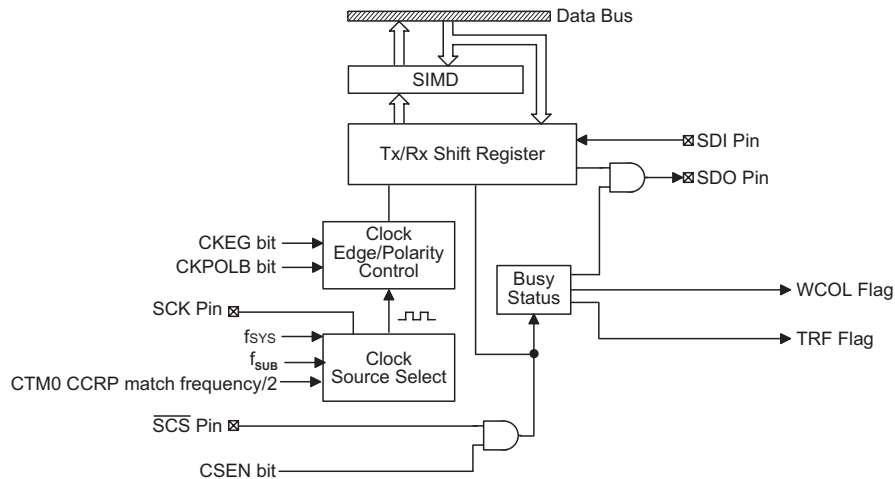 Data Bus
SIMD
Tx/Rx Shift Register
SDI Pin
SDO Pin
CKEG bit
CKPOLB bit
Clock
Edge/Polarity
Control
Busy
Status
WCOL Flag
TRF Flag
SCK Pin
fSYS
fSUB
CTM0 CCRP match frequency/2
Clock
Source Select
SCS Pin
CSEN bit